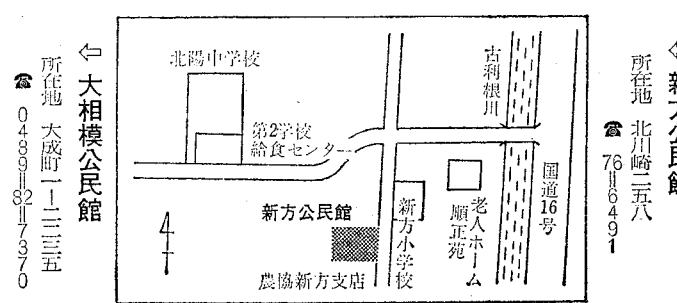 新方公民館
所在地　北川崎二五八
☎　76‖6491
北陽中学校
第2学校
給食センター
古利根川
国道16号
老人ホーム
順正苑
新方小学校
新方公民館
農協新方支店
⇦大相模公民館
所在地　大成町一ー二二三五
☎　0489‖82‖7370